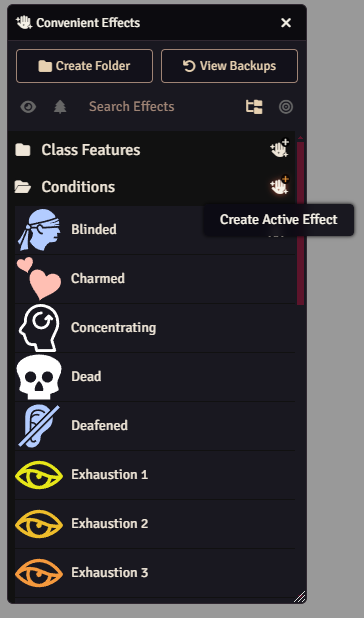 Convenient Effects
Create Folder
View Backups
Search Effects
Class Features
Conditions
Create Active Effect
Blinded
Charmed
Concentrating
Dead
Deafened
Exhaustion 1
Exhaustion 2
Exhaustion 3